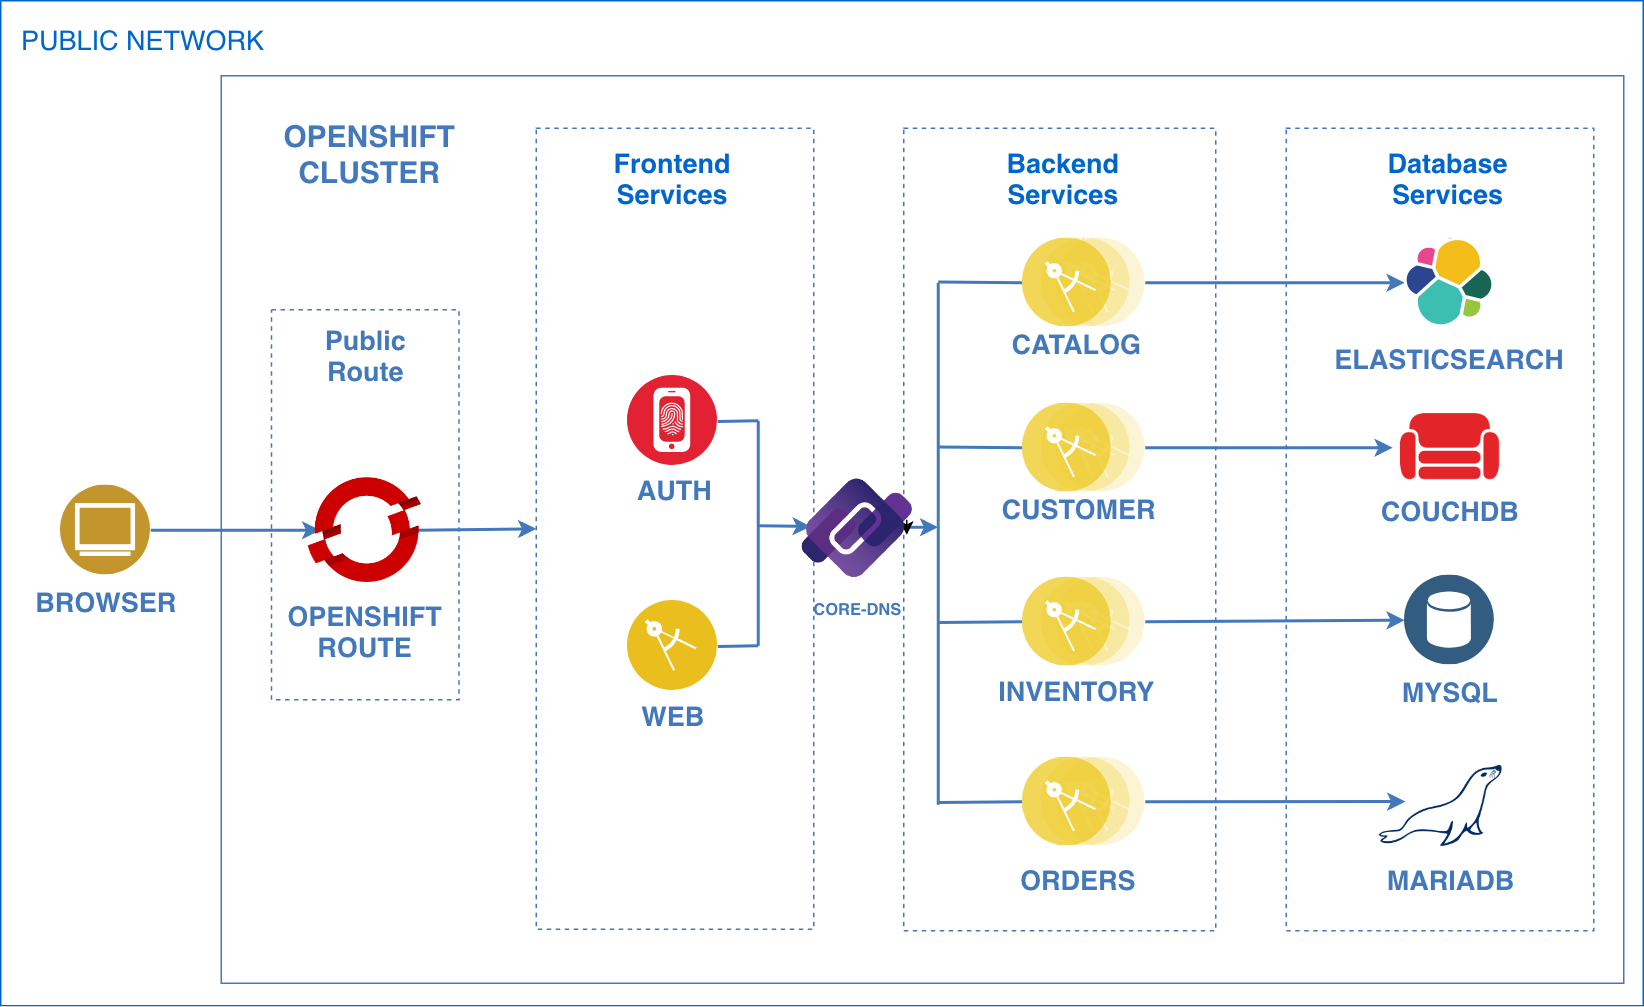 PUBLIC NETWORK
OPENSHIFT
CLUSTER
Public
Route
OPENSHIFT
ROUTE
BROWSER
Frontend
Services
AUTH
WEB
CORE-DNS
Backend
Services
CATALOG
CUSTOMER
INVENTORY
ORDERS
Database
Services
ELASTICSEARCH
COUCHDB
MYSQL
MARIADB